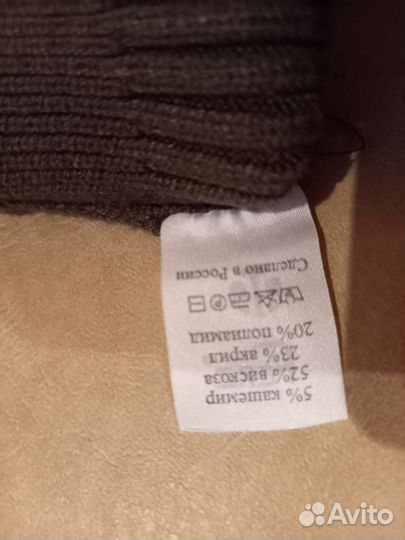 5% кашемир
52% вискоза
23% акрил
20% полиамид
Сделано в России
Avito